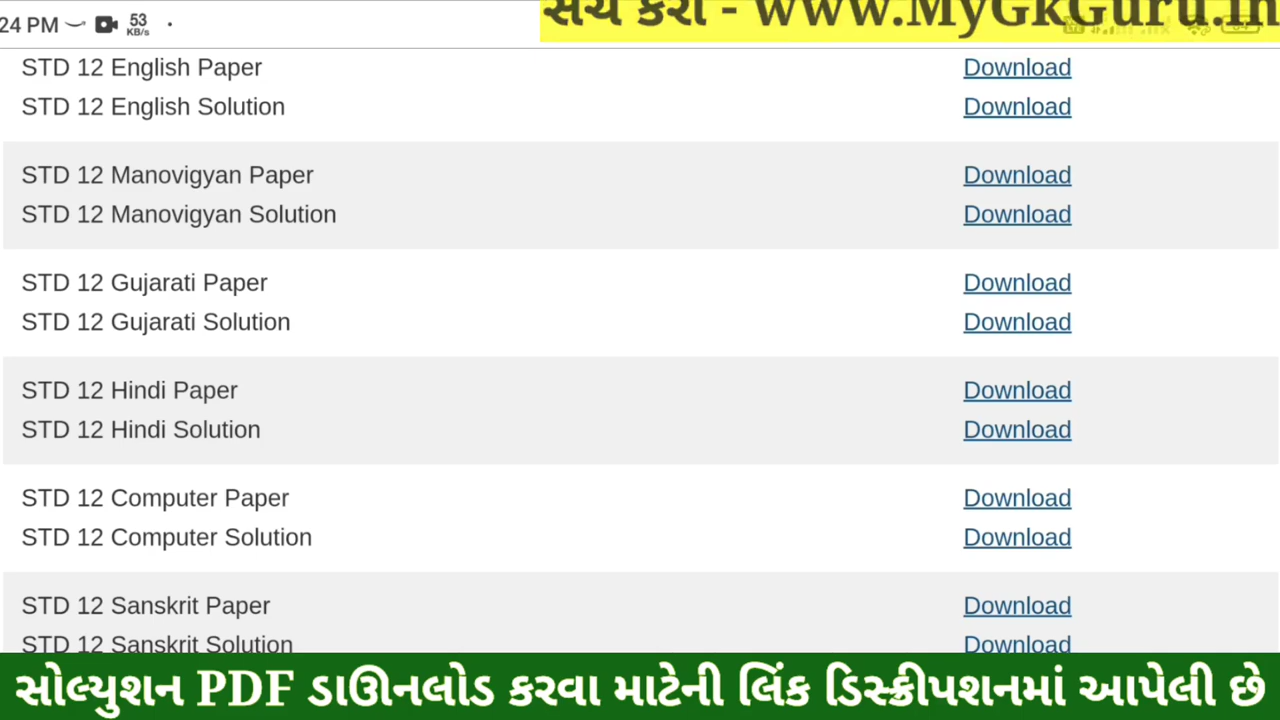 સર્ચ કરો - www.MyGkGuru.in
24 PM 53 KB/s
STD 12 English Paper Download
STD 12 English Solution Download
STD 12 Manovigyan Paper Download
STD 12 Manovigyan Solution Download
STD 12 Gujarati Paper Download
STD 12 Gujarati Solution Download
STD 12 Hindi Paper Download
STD 12 Hindi Solution Download
STD 12 Computer Paper Download
STD 12 Computer Solution Download
STD 12 Sanskrit Paper Download
STD 12 Sanskrit Solution Download
સોલ્યુશન PDF ડાઊનલોડ કરવા માટેની લિંક ડિસ્ક્રીપશનમાં આપેલી છે